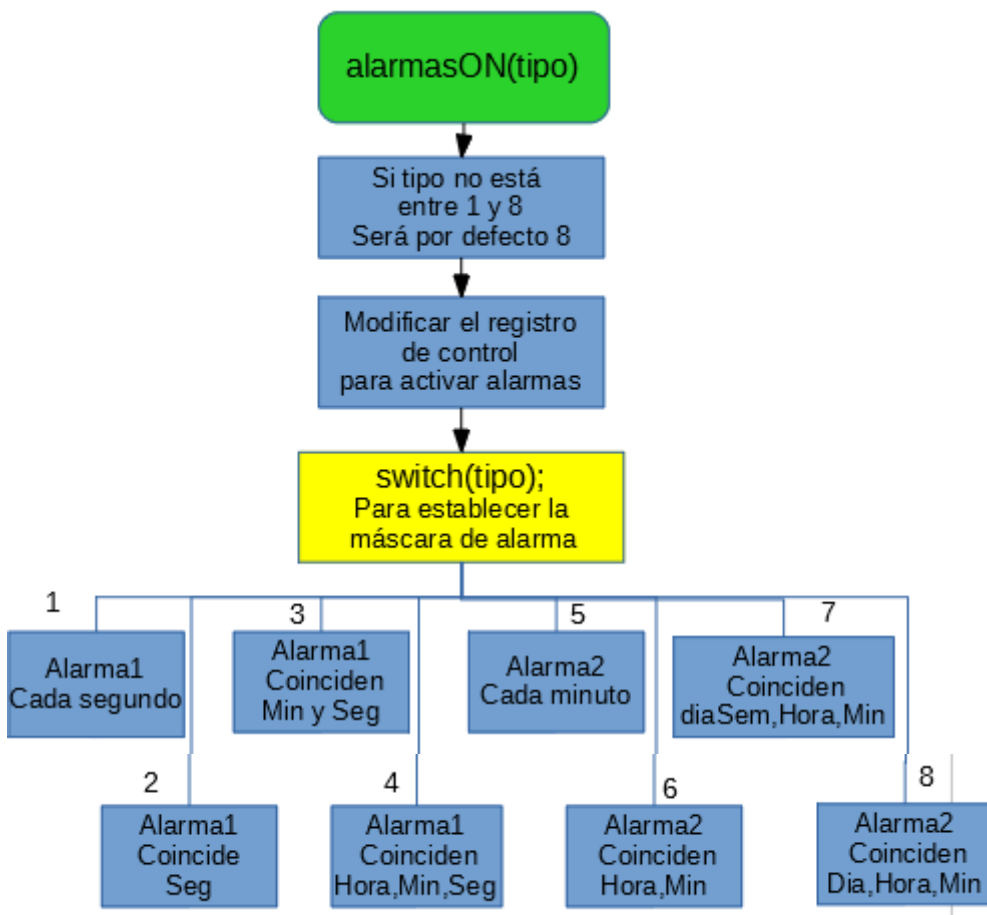 alarmasON(tipo)
Si tipo no está
entre 1 y 8
Será por defecto 8
Modificar el registro
de control
para activar alarmas
switch(tipo);
Para establecer la
máscara de alarma
1
Alarma1
Cada segundo
3
Alarma1
Coinciden
Min y Seg
5
Alarma2
Cada minuto
7
Alarma2
Coinciden
diaSem,Hora,Min
2
Alarma1
Coincide
Seg
4
Alarma1
Coinciden
Hora,Min,Seg
6
Alarma2
Coinciden
Hora,Min
8
Alarma2
Coinciden
Dia,Hora,Min